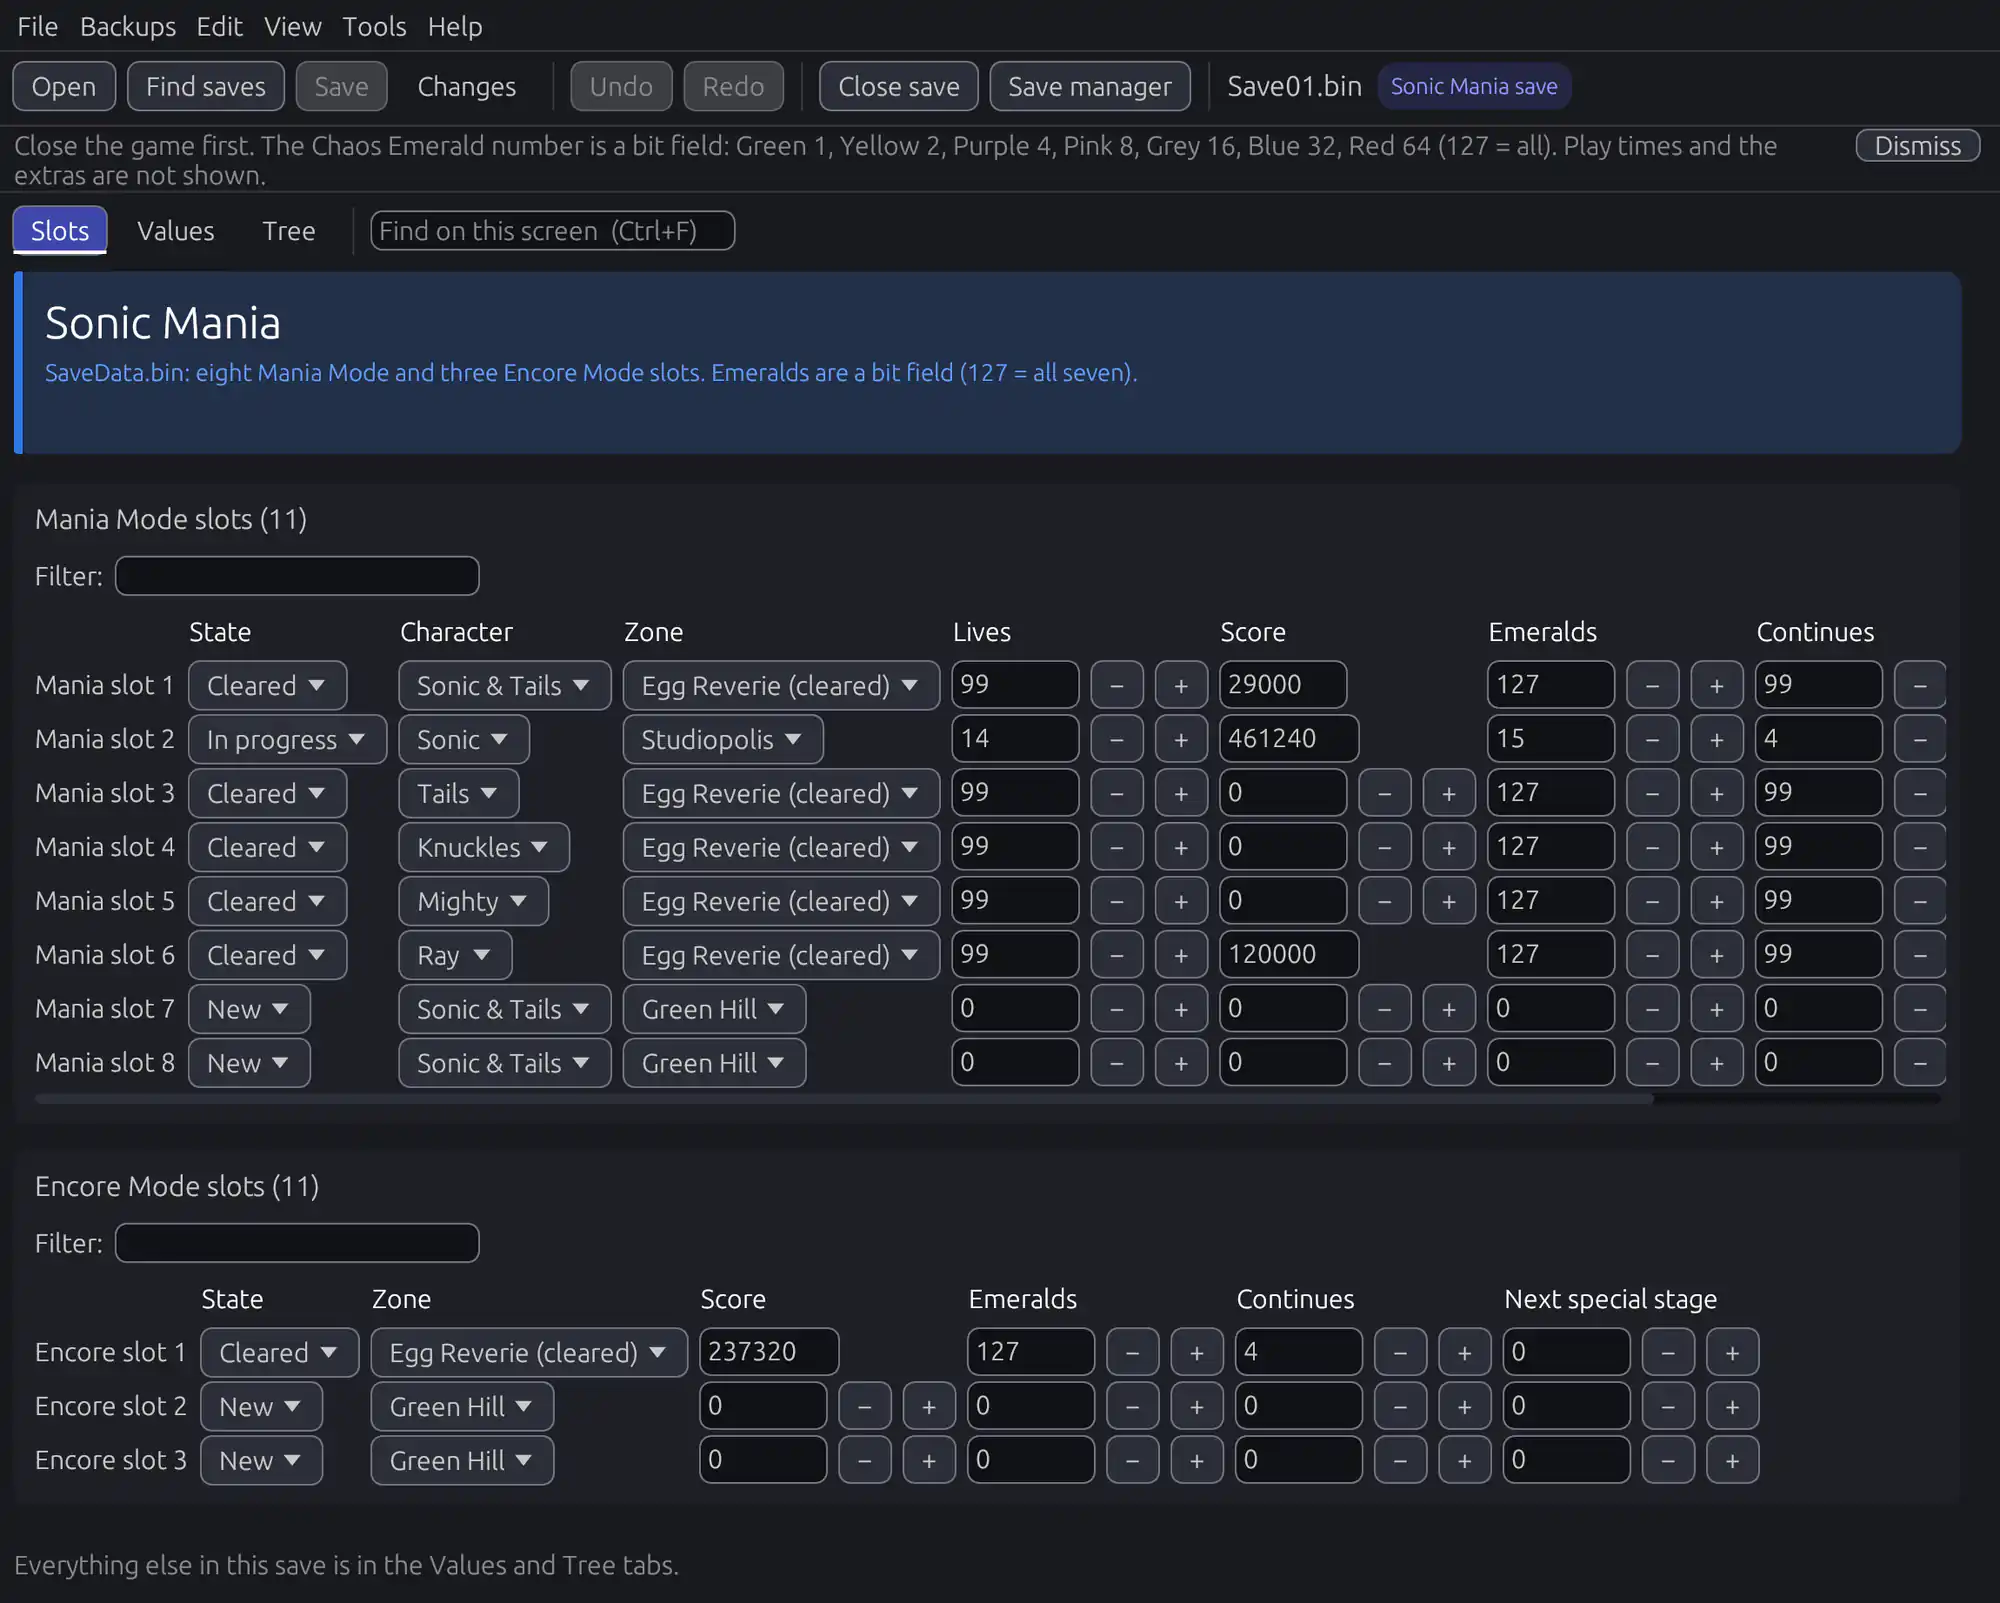 File Backups Edit View Tools Help
Open Find saves Save Changes Undo Redo Close save Save manager Save01.bin Sonic Mania save
Close the game first. The Chaos Emerald number is a bit field: Green 1, Yellow 2, Purple 4, Pink 8, Grey 16, Blue 32, Red 64 (127 = all). Play times and the
extras are not shown.
Dismiss
Slots Values Tree Find on this screen (Ctrl+F)
Sonic Mania
SaveData.bin: eight Mania Mode and three Encore Mode slots. Emeralds are a bit field (127 = all seven).
Mania Mode slots (11)
Filter:
State Character Zone Lives Score Emeralds Continues
Mania slot 1 Cleared Sonic & Tails Egg Reverie (cleared) 99 − + 29000 127 − + 99 −
Mania slot 2 In progress Sonic Studiopolis 14 − + 461240 15 − + 4 −
Mania slot 3 Cleared Tails Egg Reverie (cleared) 99 − + 0 − + 127 − + 99 −
Mania slot 4 Cleared Knuckles Egg Reverie (cleared) 99 − + 0 − + 127 − + 99 −
Mania slot 5 Cleared Mighty Egg Reverie (cleared) 99 − + 0 − + 127 − + 99 −
Mania slot 6 Cleared Ray Egg Reverie (cleared) 99 − + 120000 127 − + 99 −
Mania slot 7 New Sonic & Tails Green Hill 0 − + 0 − + 0 − + 0 −
Mania slot 8 New Sonic & Tails Green Hill 0 − + 0 − + 0 − + 0 −
Encore Mode slots (11)
Filter:
State Zone Score Emeralds Continues Next special stage
Encore slot 1 Cleared Egg Reverie (cleared) 237320 127 − + 4 − + 0 − +
Encore slot 2 New Green Hill 0 − + 0 − + 0 − + 0 − +
Encore slot 3 New Green Hill 0 − + 0 − + 0 − + 0 − +
Everything else in this save is in the Values and Tree tabs.